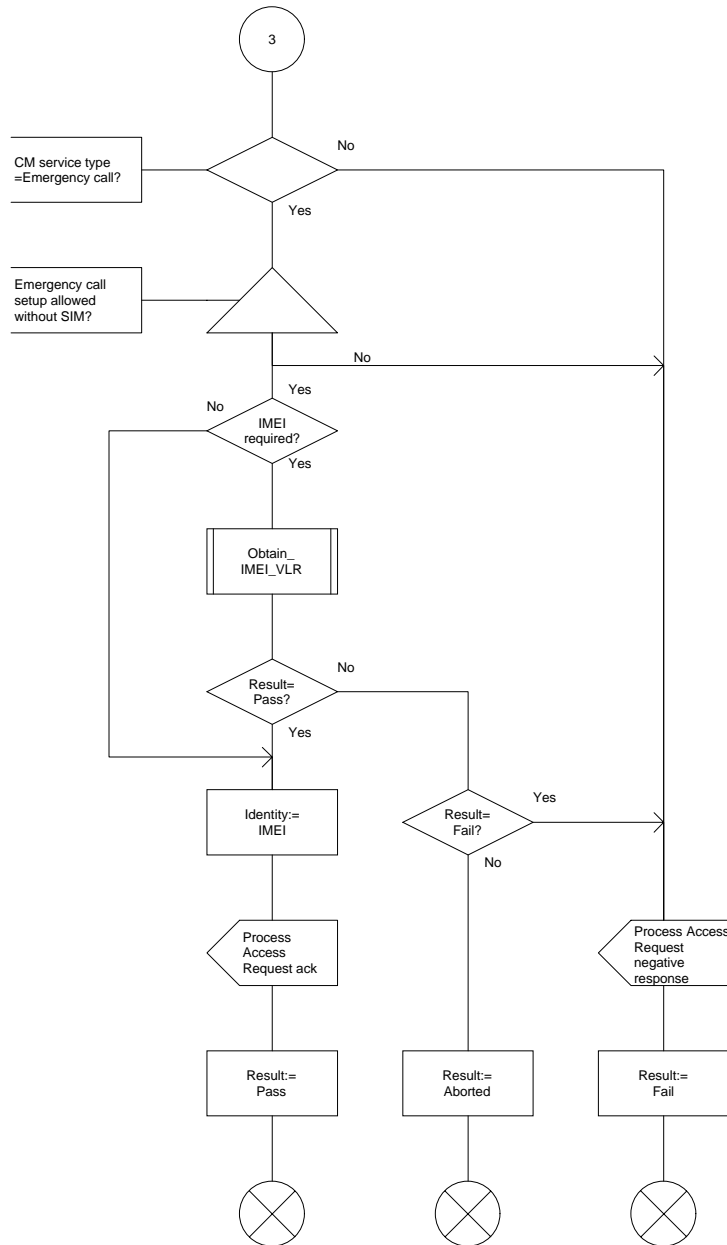 3
No
CM service type
=Emergency call?
Yes
Emergency call
setup allowed
without SIM?
No
Yes
No
IMEI
required?
Yes
Obtain_
IMEI_VLR
No
Result=
Pass?
Yes
Yes
Identity:=
IMEI
Result=
Fail?
No
Process
Access
Request ack
Process Access
Request
negative
response
Result:=
Pass
Result:=
Aborted
Result:=
Fail